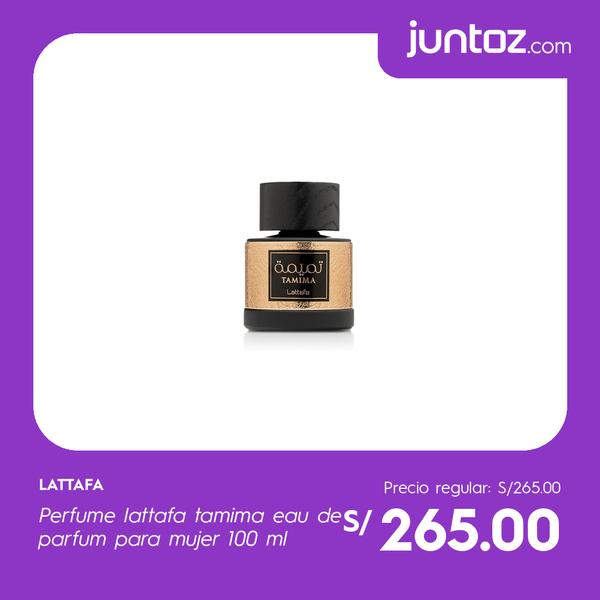 juntoz.com
تميمة
TAMIMA
Lattafa
LATTAFA
Perfume lattafa tamima eau de
parfum para mujer 100 ml
Precio regular: S/265.00
S/ 265.00